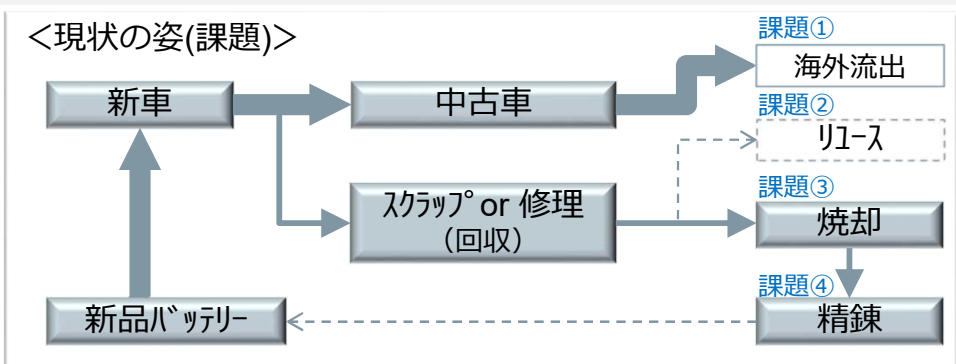 <現状の姿(課題)>
課題①
海外流出
新車
中古車
課題②
ﾘﾕｰｽ
課題③
ｽｸﾗｯﾌﾟ or 修理
(回収)
焼却
課題④
新品ﾊﾞｯﾃﾘｰ
精錬